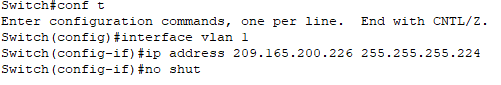 Switch#conf t
Enter configuration commands, one per line.  End with CNTL/Z.
Switch(config)#interface vlan 1
Switch(config-if)#ip address 209.165.200.226 255.255.255.224
Switch(config-if)#no shut